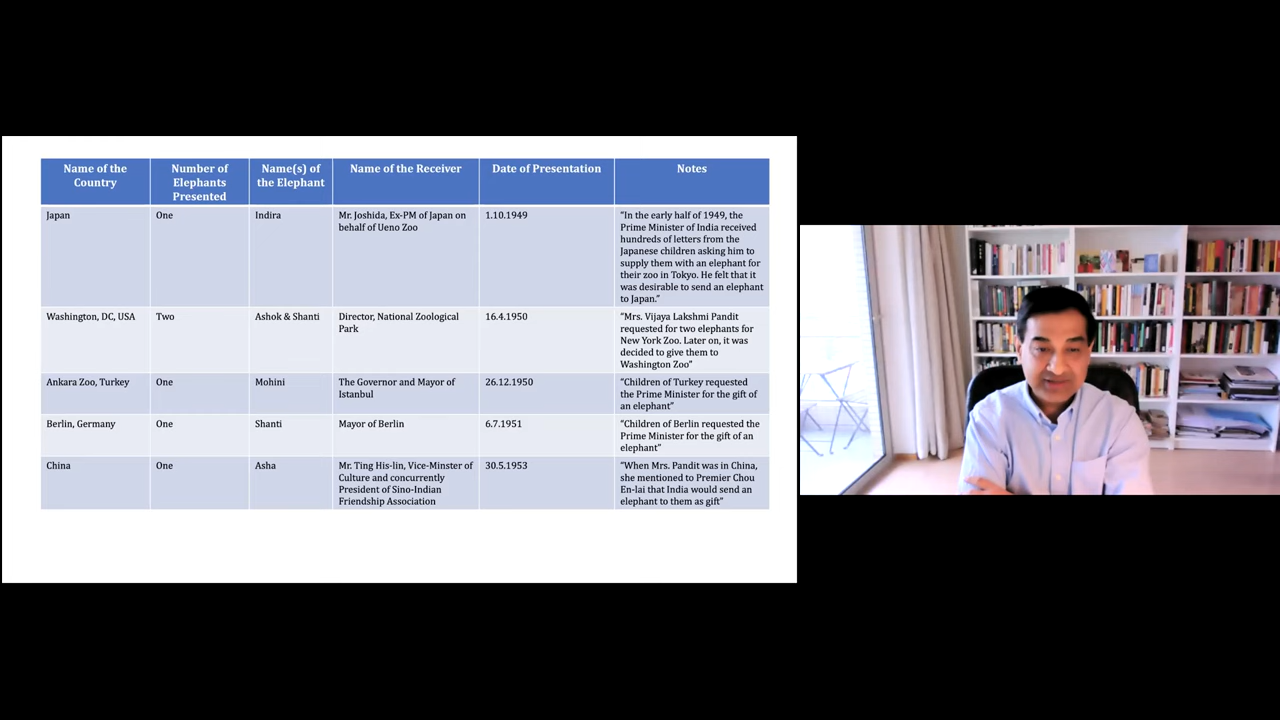 Name of the
Country
Number of
Elephants
Presented
Name(s) of
the Elephant
Name of the Receiver
Date of Presentation
Notes
Japan
One
Indira
Mr. Joshida, Ex-PM of Japan on
behalf of Ueno Zoo
1.10.1949
“In the early half of 1949, the
Prime Minister of India received
hundreds of letters from the
Japanese children asking him to
supply them with an elephant for
their zoo in Tokyo. He felt that it
was desirable to send an elephant
to Japan.”
Washington, DC, USA
Two
Ashok & Shanti
Director, National Zoological
Park
16.4.1950
“Mrs. Vijaya Lakshmi Pandit
requested for two elephants for
New York Zoo. Later on, it was
decided to give them to
Washington Zoo”
Ankara Zoo, Turkey
One
Mohini
The Governor and Mayor of
Istanbul
26.12.1950
“Children of Turkey requested
the Prime Minister for the gift of
an elephant”
Berlin, Germany
One
Shanti
Mayor of Berlin
6.7.1951
“Children of Berlin requested the
Prime Minister for the gift of an
elephant”
China
One
Asha
Mr. Ting His-lin, Vice-Minster of
Culture and concurrently
President of Sino-Indian
Friendship Association
30.5.1953
“When Mrs. Pandit was in China,
she mentioned to Premier Chou
En-lai that India would send an
elephant to them as gift”